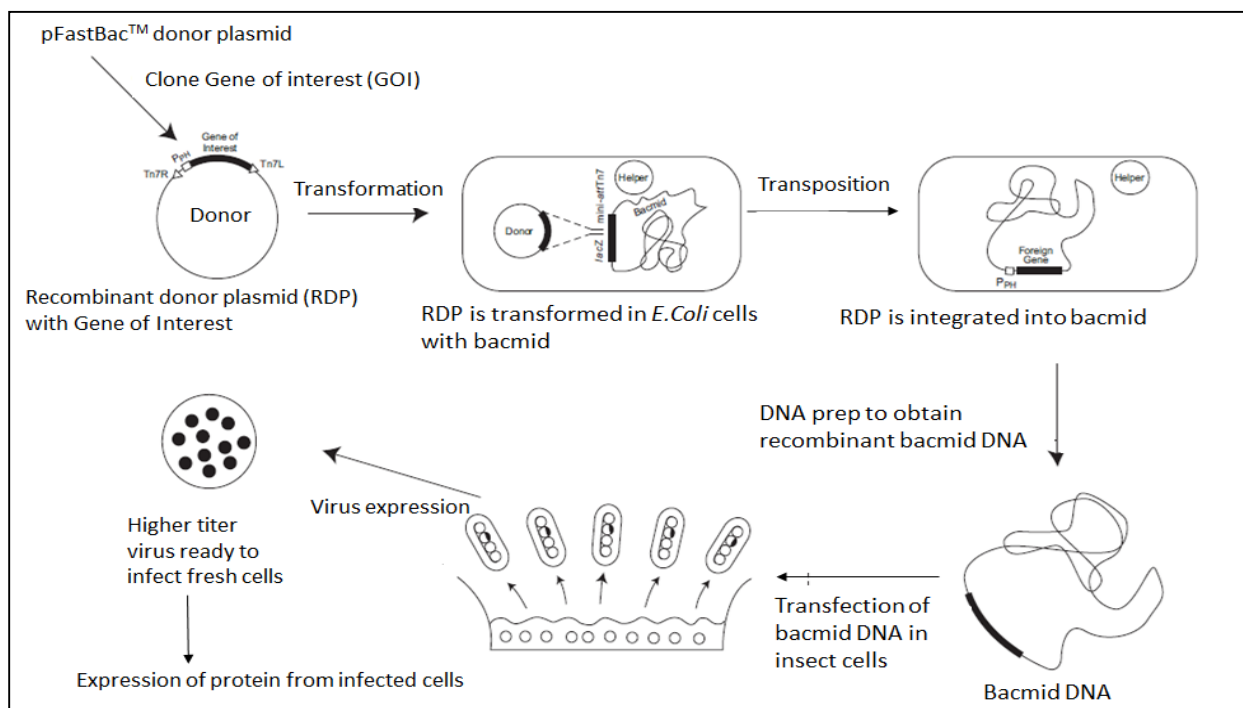 pFastBac™ donor plasmid
Clone Gene of interest (GOI)
Gene of
Interest
PPH
Tn7R
Tn7L
Donor
Recombinant donor plasmid (RDP)
with Gene of Interest
Transformation
Helper
Donor
lacZ
mini-attTn7
Bacmid
RDP is transformed in E.Coli cells
with bacmid
Transposition
Helper
Foreign
Gene
PPH
RDP is integrated into bacmid
DNA prep to obtain
recombinant bacmid DNA
Bacmid DNA
Transfection of
bacmid DNA in
insect cells
Virus expression
Higher titer
virus ready to
infect fresh cells
Expression of protein from infected cells